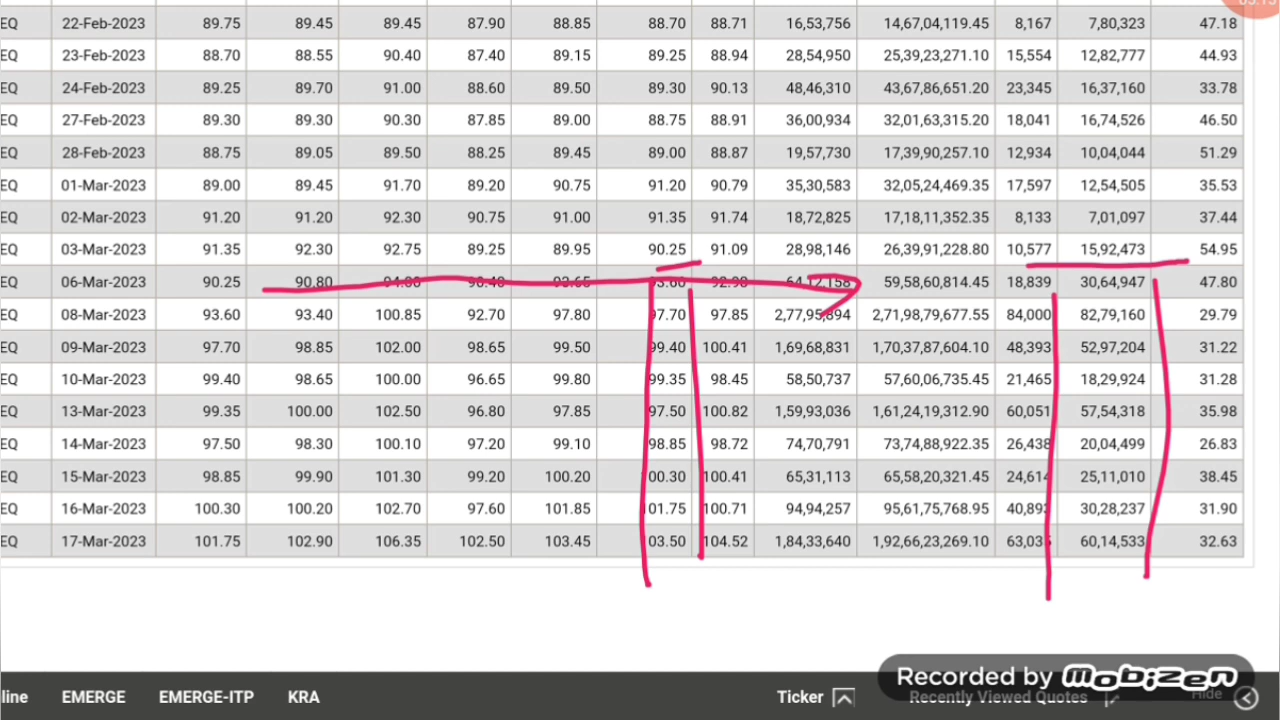 EQ 22-Feb-2023 89.75 89.45 89.45 87.90 88.85 88.70 88.71 16,53,756 14,67,04,119.45 8,167 7,80,323 47.18
EQ 23-Feb-2023 88.70 88.55 90.40 87.40 89.15 89.25 88.94 28,54,950 25,39,23,271.10 15,554 12,82,777 44.93
EQ 24-Feb-2023 89.25 89.70 91.00 88.60 89.50 89.30 90.13 48,46,310 43,67,86,651.20 23,345 16,37,160 33.78
EQ 27-Feb-2023 89.30 89.30 90.30 87.85 89.00 88.75 88.91 36,00,934 32,01,63,315.20 18,041 16,74,526 46.50
EQ 28-Feb-2023 88.75 89.05 89.50 88.25 89.45 89.00 88.87 19,57,730 17,39,90,257.10 12,934 10,04,044 51.29
EQ 01-Mar-2023 89.00 89.45 91.70 89.20 90.75 91.20 90.79 35,30,583 32,05,24,469.35 17,597 12,54,505 35.53
EQ 02-Mar-2023 91.20 91.20 92.30 90.75 91.00 91.35 91.74 18,72,825 17,18,11,352.35 8,133 7,01,097 37.44
EQ 03-Mar-2023 91.35 92.30 92.75 89.25 89.95 90.25 91.09 28,98,146 26,39,91,228.80 10,577 15,92,473 54.95
EQ 06-Mar-2023 90.25 90.80 59,58,60,814.45 18,839 30,64,947 47.80
EQ 08-Mar-2023 93.60 93.40 100.85 92.70 97.80 97.70 97.85 2,71,98,79,677.55 84,000 82,79,160 29.79
EQ 09-Mar-2023 97.70 98.85 102.00 98.65 99.50 99.40 100.41 1,69,68,831 1,70,37,87,604.10 48,393 52,97,204 31.22
EQ 10-Mar-2023 99.40 98.65 100.00 96.65 99.80 99.35 98.45 58,50,737 57,60,06,735.45 21,465 18,29,924 31.28
EQ 13-Mar-2023 99.35 100.00 102.50 96.80 97.85 97.50 100.82 1,59,93,036 1,61,24,19,312.90 60,051 57,54,318 35.98
EQ 14-Mar-2023 97.50 98.30 100.10 97.20 99.10 98.85 98.72 74,70,791 73,74,88,922.35 26,438 20,04,499 26.83
EQ 15-Mar-2023 98.85 99.90 101.30 99.20 100.20 00.30 100.41 65,31,113 65,58,20,321.45 24,614 25,11,010 38.45
EQ 16-Mar-2023 100.30 100.20 102.70 97.60 101.85 01.75 100.71 94,94,257 95,61,75,768.95 40,893 30,28,237 31.90
EQ 17-Mar-2023 101.75 102.90 106.35 102.50 103.45 03.50 104.52 1,84,33,640 1,92,66,23,269.10 63,035 60,14,533 32.63
Recorded by mobizen
line EMERGE EMERGE-ITP KRA Ticker Recently Viewed Quotes Hide